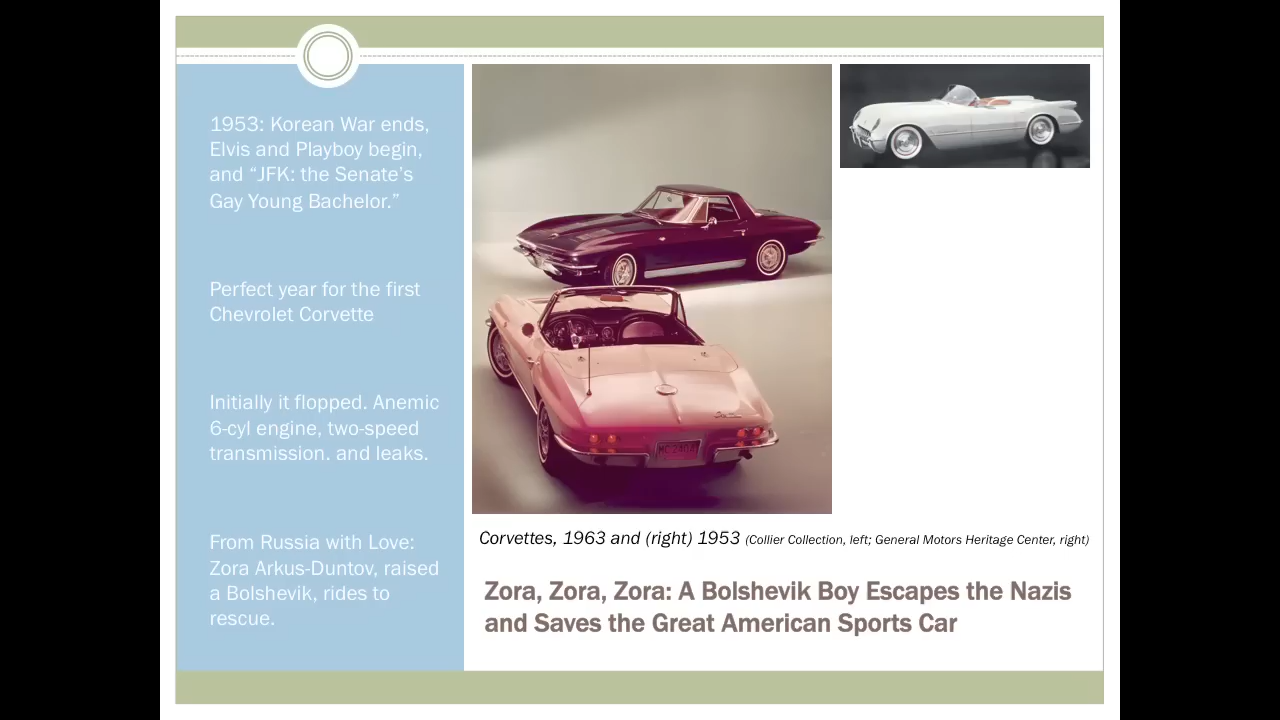 1953: Korean War ends,
Elvis and Playboy begin,
and “JFK: the Senate’s
Gay Young Bachelor.”
Perfect year for the first
Chevrolet Corvette
Initially it flopped. Anemic
6-cyl engine, two-speed
transmission. and leaks.
From Russia with Love:
Zora Arkus-Duntov, raised
a Bolshevik, rides to
rescue.
Corvettes, 1963 and (right) 1953 (Collier Collection, left; General Motors Heritage Center, right)
Zora, Zora, Zora: A Bolshevik Boy Escapes the Nazis
and Saves the Great American Sports Car